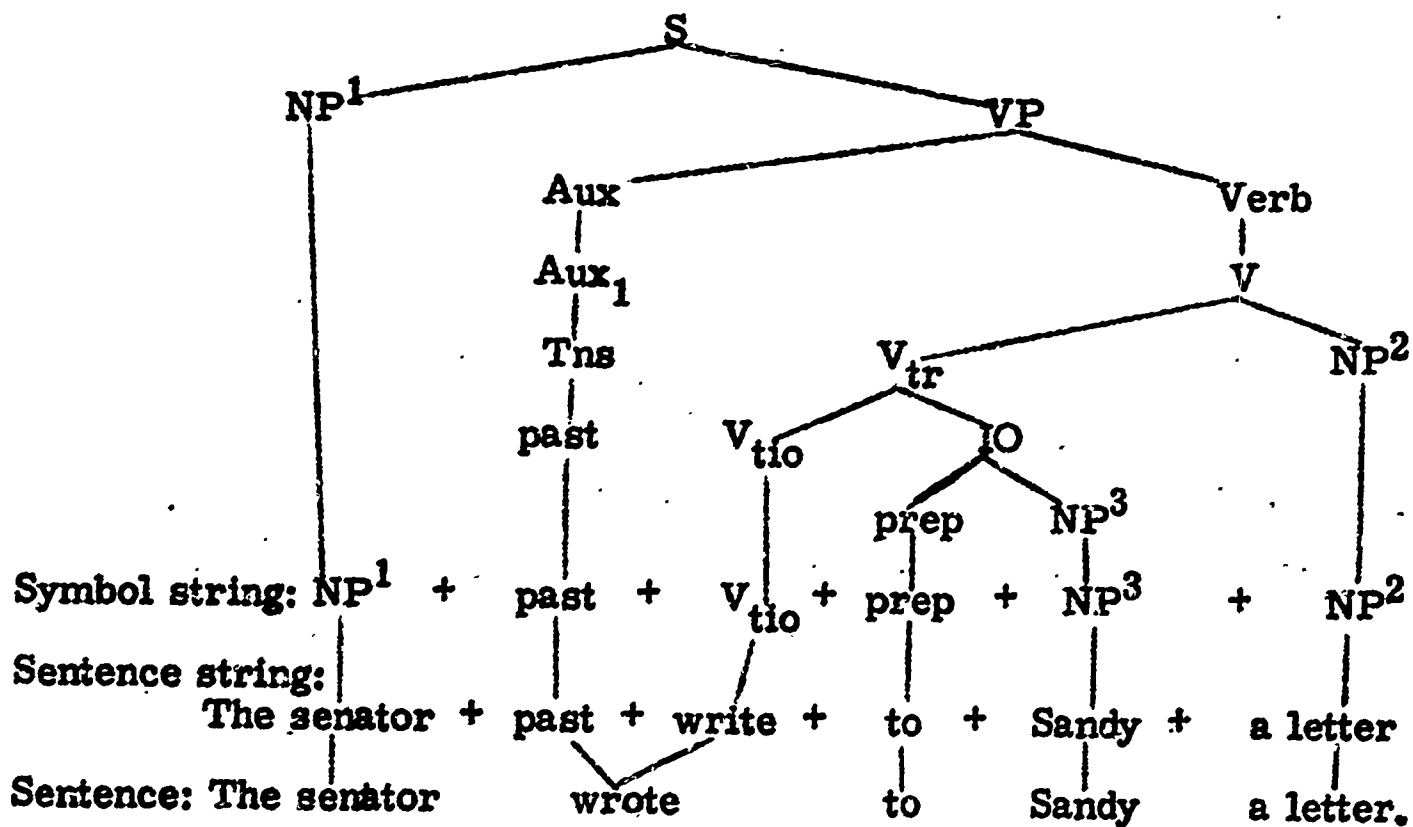 S
NP¹ VP
Aux Verb
Aux₁ V
Tns V_tr NP²
past V_tio IO
prep NP³
Symbol string: NP¹ + past + V_tio + prep + NP³ + NP²
Sentence string:
The senator + past + write + to + Sandy + a letter
Sentence: The senator wrote to Sandy a letter.